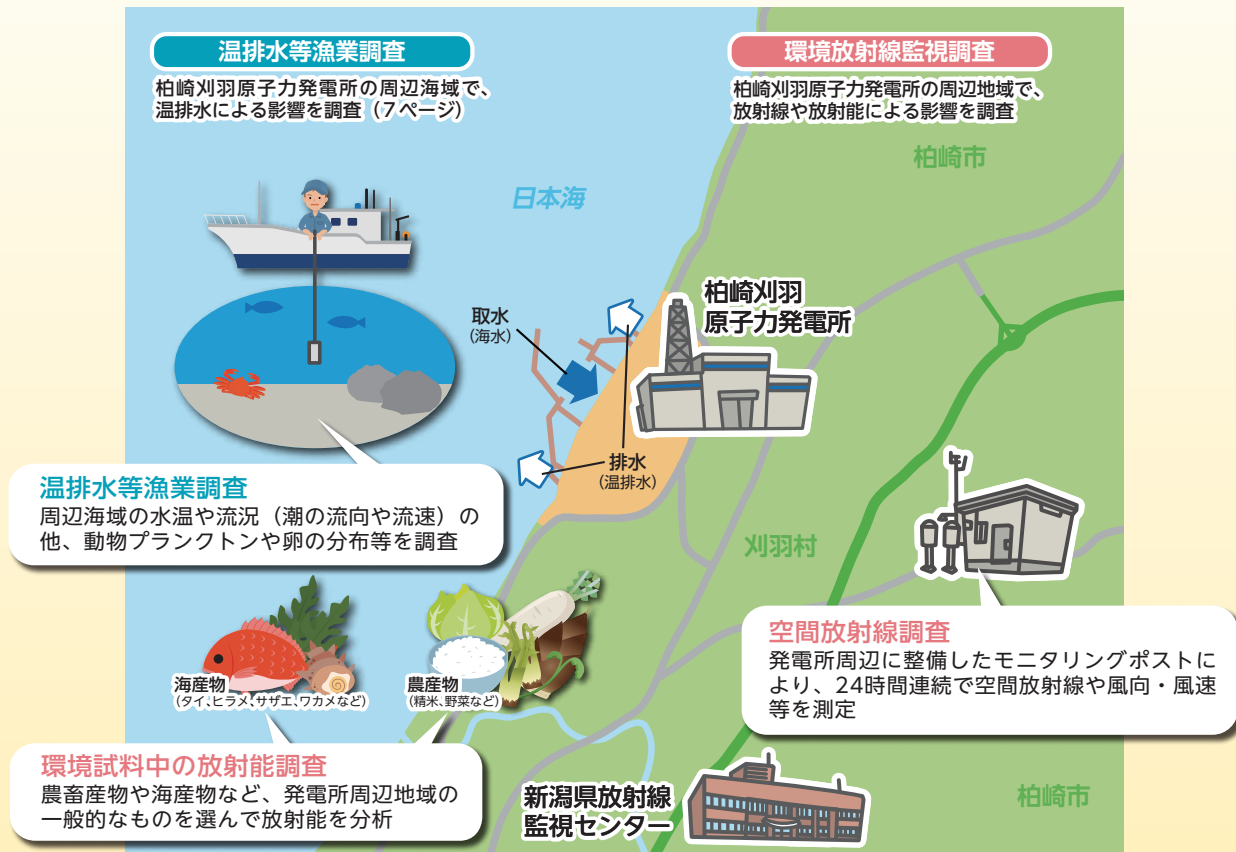 温排水等漁業調査
柏崎刈羽原子力発電所の周辺海域で、
温排水による影響を調査（7ページ）
環境放射線監視調査
柏崎刈羽原子力発電所の周辺地域で、
放射線や放射能による影響を調査
柏崎市
日本海
柏崎刈羽
原子力発電所
取水
（海水）
排水
（温排水）
温排水等漁業調査
周辺海域の水温や流況（潮の流向や流速）の
他、動物プランクトンや卵の分布等を調査
刈羽村
空間放射線調査
発電所周辺に整備したモニタリングポストに
より、24時間連続で空間放射線や風向・風速
等を測定
海産物
（タイ、ヒラメ、サザエ、ワカメなど）
農産物
（精米、野菜など）
環境試料中の放射能調査
農畜産物や海産物など、発電所周辺地域の
一般的なものを選んで放射能を分析
新潟県放射線
監視センター
柏崎市